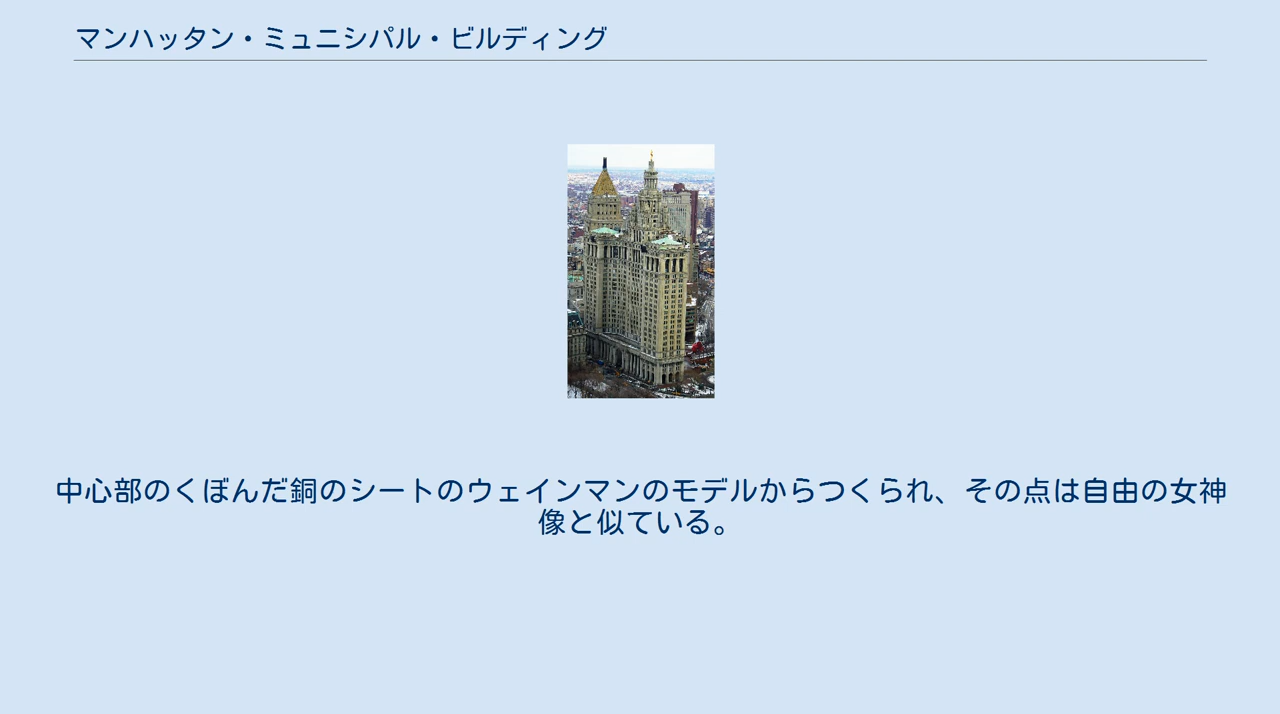 マンハッタン・ミュニシパル・ビルディング
中心部のくぼんだ銅のシートのウェインマンのモデルからつくられ、その点は自由の女神
像と似ている。